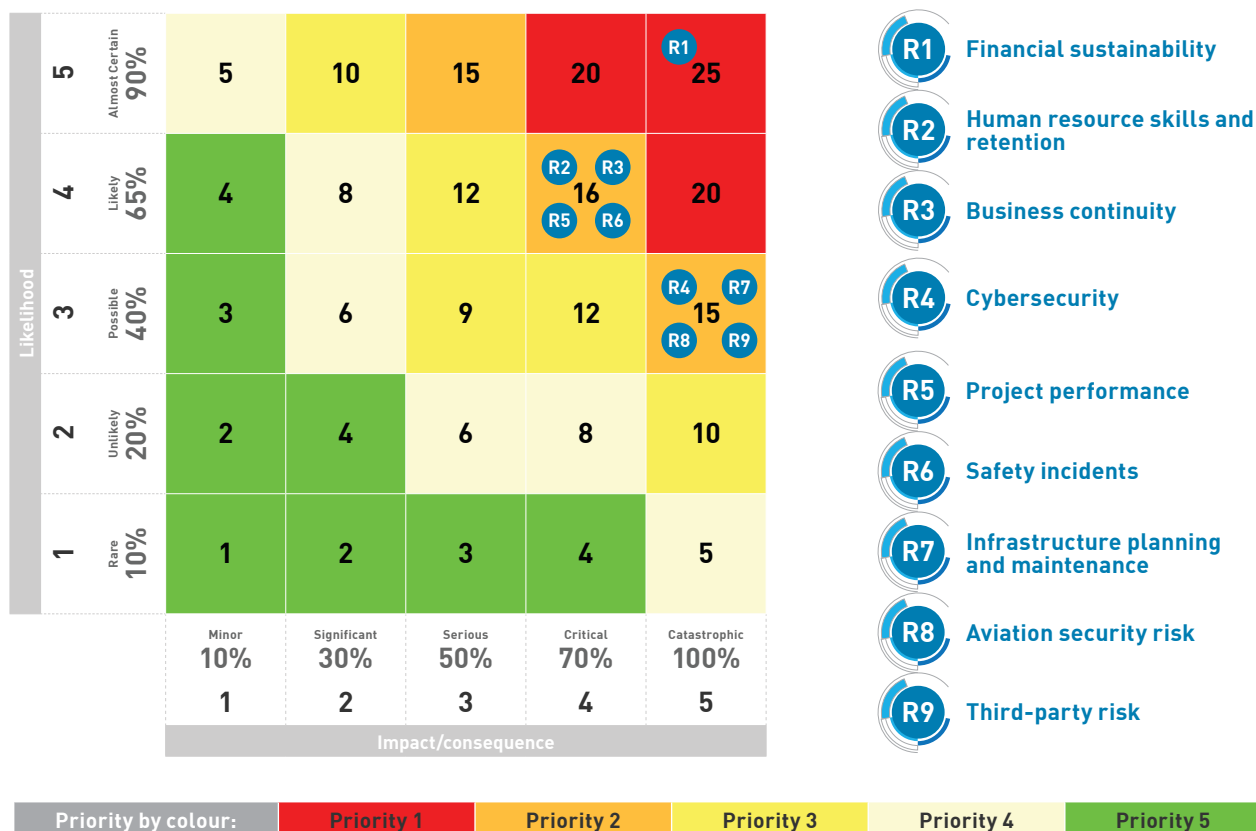 Likelihood
5
Almost Certain
90%
5
10
15
20
R1
25
4
Likely
65%
4
8
12
R2 R3
16
R5 R6
20
3
Possible
40%
3
6
9
12
R4 R7
15
R8 R9
2
Unlikely
20%
2
4
6
8
10
1
Rare
10%
1
2
3
4
5
Minor
10%
1
Significant
30%
2
Serious
50%
3
Critical
70%
4
Catastrophic
100%
5
Impact/consequence
R1 Financial sustainability
R2 Human resource skills and
retention
R3 Business continuity
R4 Cybersecurity
R5 Project performance
R6 Safety incidents
R7 Infrastructure planning
and maintenance
R8 Aviation security risk
R9 Third-party risk
Priority by colour: Priority 1 Priority 2 Priority 3 Priority 4 Priority 5